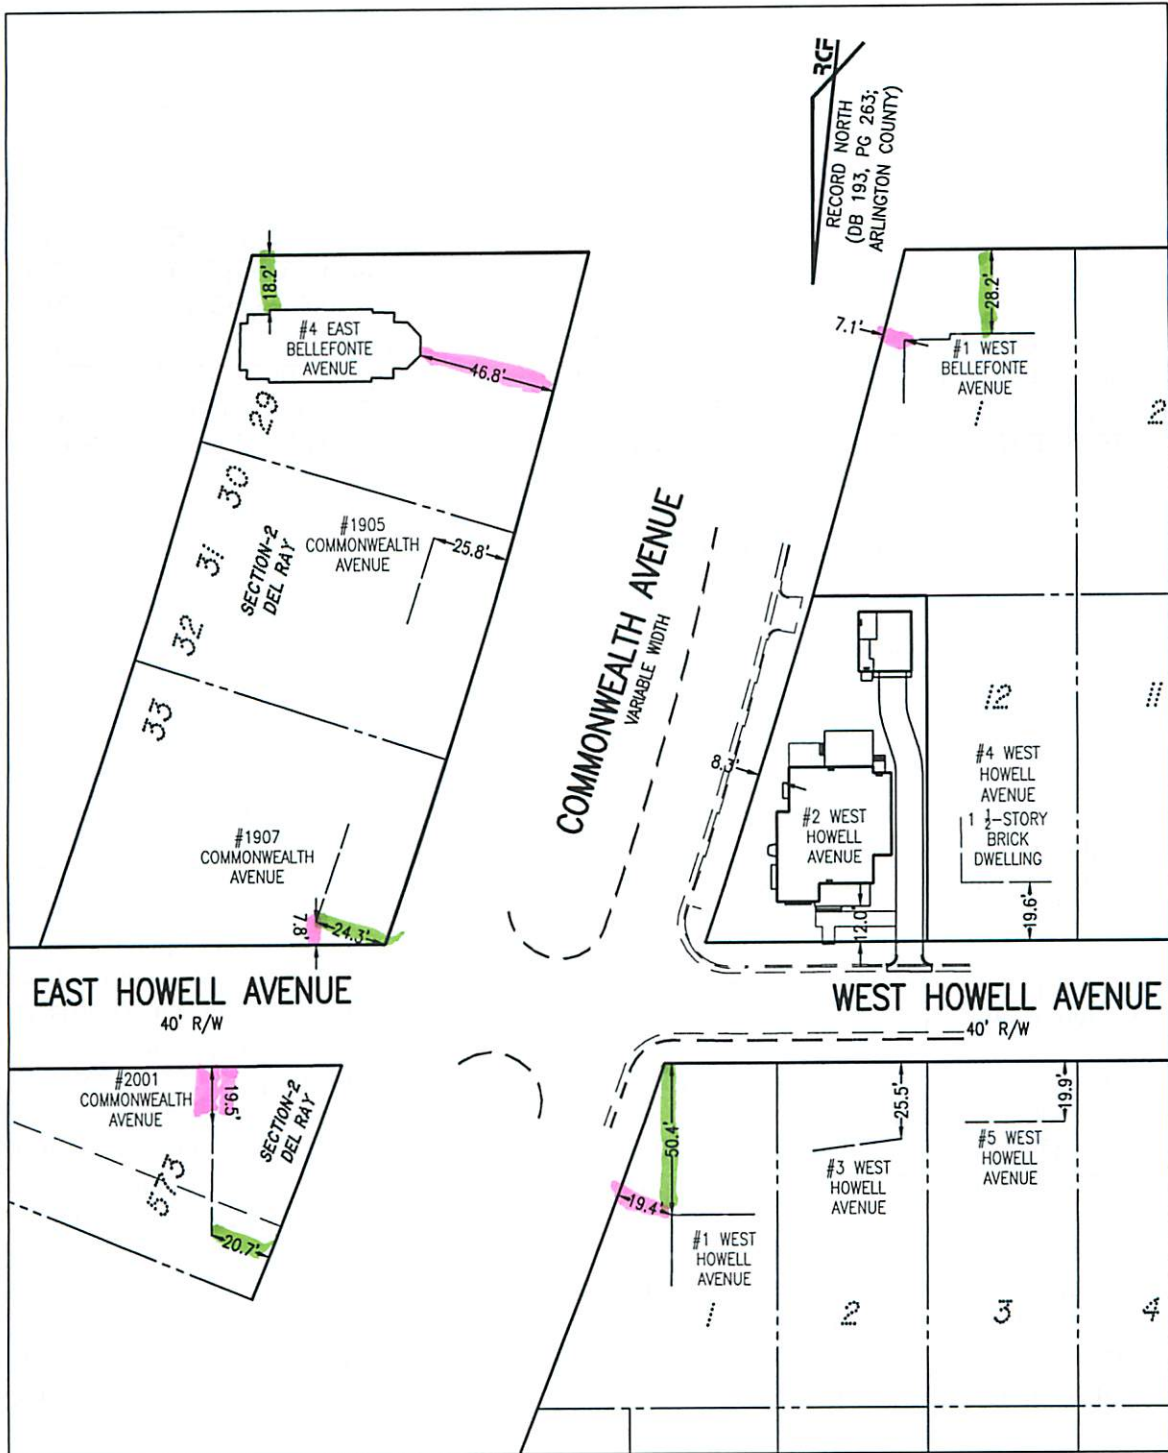 RCF
RECORD NORTH
(DB 193, PG 263;
ARLINGTON COUNTY)
18.2'
#4 EAST
BELLEFONTE
AVENUE
46.8'
29
7.1'
28.2'
#1 WEST
BELLEFONTE
AVENUE
1
2
30
31
32
33
SECTION-2
DEL RAY
#1905
COMMONWEALTH
AVENUE
25.8'
COMMONWEALTH AVENUE
VARIABLE WIDTH
8.3'
#2 WEST
HOWELL
AVENUE
12.0'
12
11
#4 WEST
HOWELL
AVENUE
1 ½-STORY
BRICK
DWELLING
19.6'
#1907
COMMONWEALTH
AVENUE
7.8'
24.3'
EAST HOWELL AVENUE
40' R/W
WEST HOWELL AVENUE
40' R/W
#2001
COMMONWEALTH
AVENUE
19.5'
SECTION-2
DEL RAY
573
20.7'
50.4'
19.4'
#1 WEST
HOWELL
AVENUE
1
25.5'
#3 WEST
HOWELL
AVENUE
2
19.9'
#5 WEST
HOWELL
AVENUE
3
4